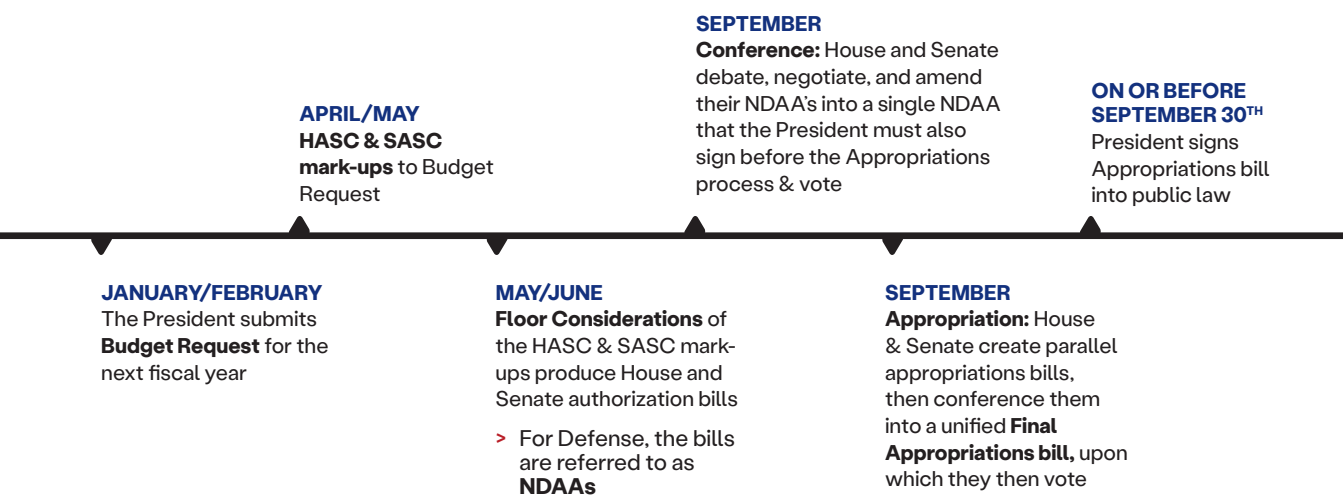 JANUARY/FEBRUARY
The President submits
Budget Request for the
next fiscal year
APRIL/MAY
HASC & SASC
mark-ups to Budget
Request
MAY/JUNE
Floor Considerations of
the HASC & SASC mark-
ups produce House and
Senate authorization bills
> For Defense, the bills
are referred to as
NDAAs
SEPTEMBER
Conference: House and Senate
debate, negotiate, and amend
their NDAA's into a single NDAA
that the President must also
sign before the Appropriations
process & vote
SEPTEMBER
Appropriation: House
& Senate create parallel
appropriations bills,
then conference them
into a unified Final
Appropriations bill, upon
which they then vote
ON OR BEFORE
SEPTEMBER 30TH
President signs
Appropriations bill
into public law